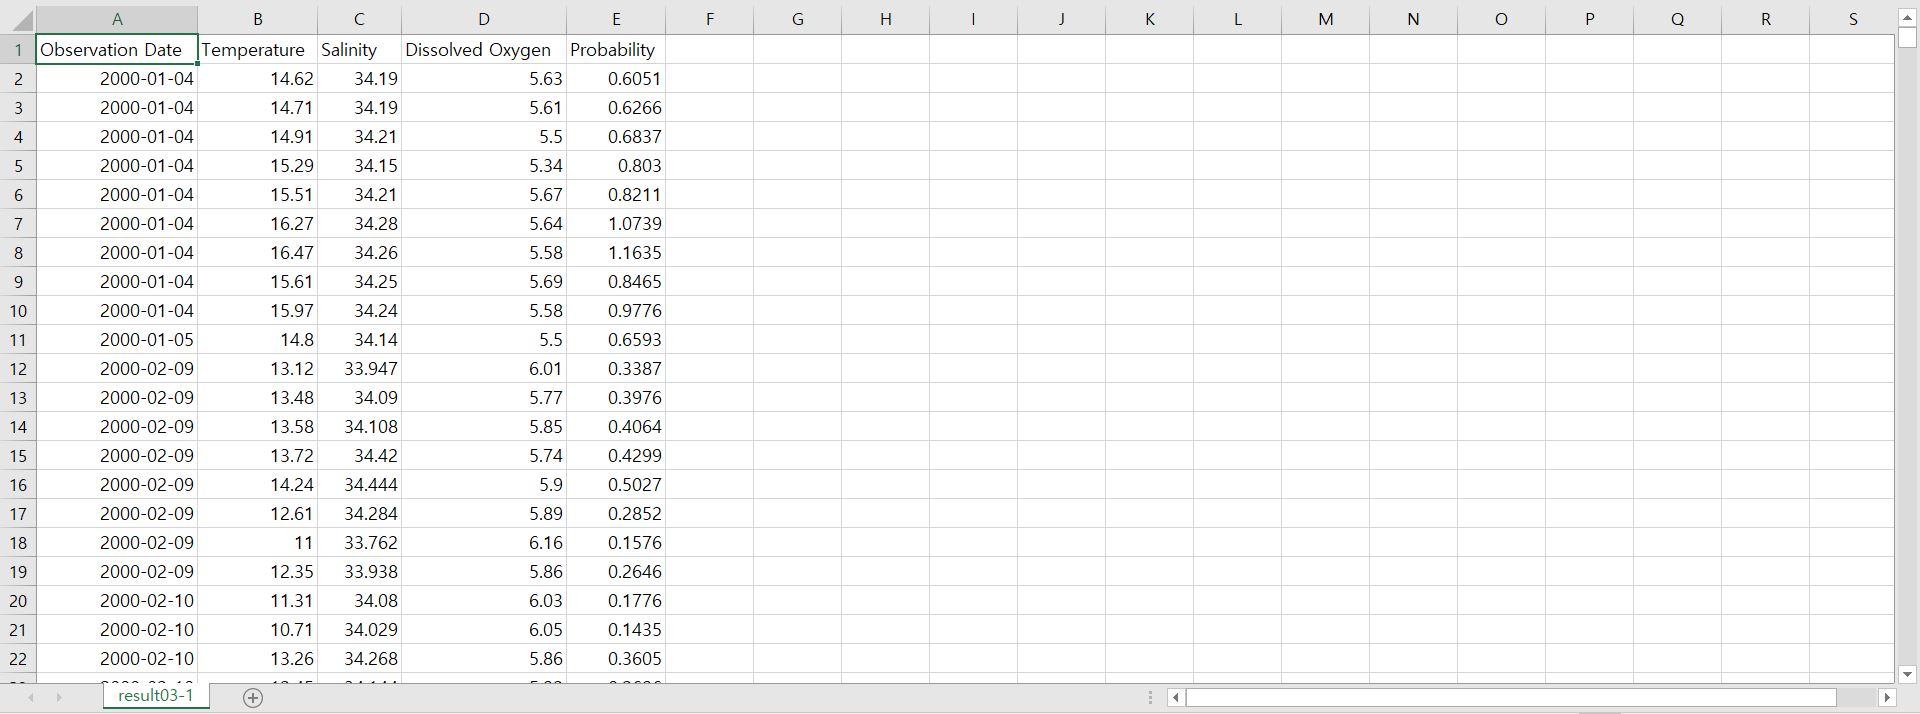 A B C D E F G H I J K L M N O P Q R S
1 Observation Date Temperature Salinity Dissolved Oxygen Probability
2 2000-01-04 14.62 34.19 5.63 0.6051
3 2000-01-04 14.71 34.19 5.61 0.6266
4 2000-01-04 14.91 34.21 5.5 0.6837
5 2000-01-04 15.29 34.15 5.34 0.803
6 2000-01-04 15.51 34.21 5.67 0.8211
7 2000-01-04 16.27 34.28 5.64 1.0739
8 2000-01-04 16.47 34.26 5.58 1.1635
9 2000-01-04 15.61 34.25 5.69 0.8465
10 2000-01-04 15.97 34.24 5.58 0.9776
11 2000-01-05 14.8 34.14 5.5 0.6593
12 2000-02-09 13.12 33.947 6.01 0.3387
13 2000-02-09 13.48 34.09 5.77 0.3976
14 2000-02-09 13.58 34.108 5.85 0.4064
15 2000-02-09 13.72 34.42 5.74 0.4299
16 2000-02-09 14.24 34.444 5.9 0.5027
17 2000-02-09 12.61 34.284 5.89 0.2852
18 2000-02-09 11 33.762 6.16 0.1576
19 2000-02-09 12.35 33.938 5.86 0.2646
20 2000-02-10 11.31 34.08 6.03 0.1776
21 2000-02-10 10.71 34.029 6.05 0.1435
22 2000-02-10 13.26 34.268 5.86 0.3605
result03-1